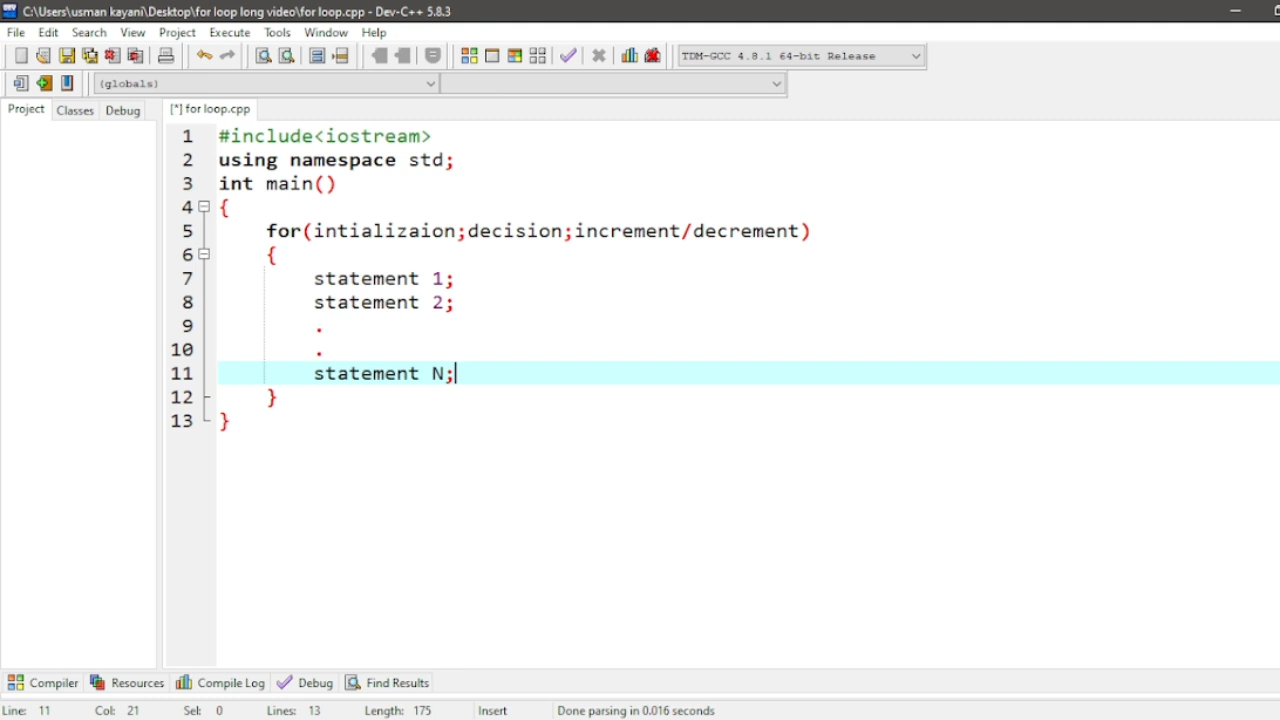 C:\Users\usman kayani\Desktop\for loop long video\for loop.cpp - Dev-C++ 5.8.3
File Edit Search View Project Execute Tools Window Help
TDM-GCC 4.8.1 64-bit Release
(globals)
Project Classes Debug [*] for loop.cpp
1 #include<iostream>
2 using namespace std;
3 int main()
4 {
5 for(intializaion;decision;increment/decrement)
6 {
7 statement 1;
8 statement 2;
9 .
10 .
11 statement N;
12 }
13 }
Compiler Resources Compile Log Debug Find Results
Line: 11 Col: 21 Sel: 0 Lines: 13 Length: 175 Insert Done parsing in 0.016 seconds